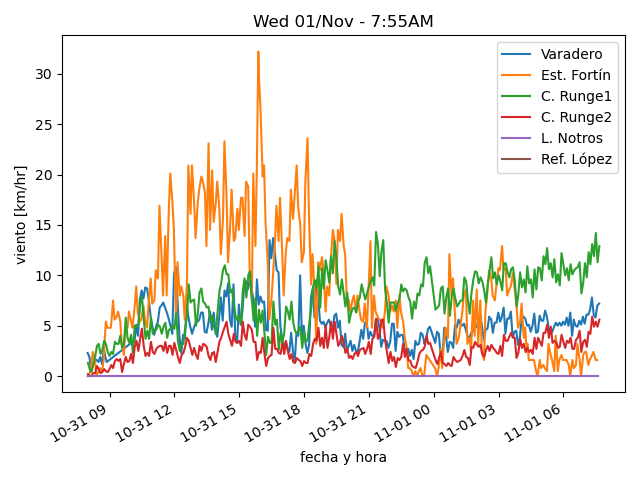 Wed 01/Nov - 7:55AM
Varadero
Est. Fortín
C. Runge1
C. Runge2
L. Notros
Ref. López
viento [km/hr]
30
25
20
15
10
5
0
10-31 09
10-31 12
10-31 15
10-31 18
10-31 21
11-01 00
11-01 03
11-01 06
fecha y hora